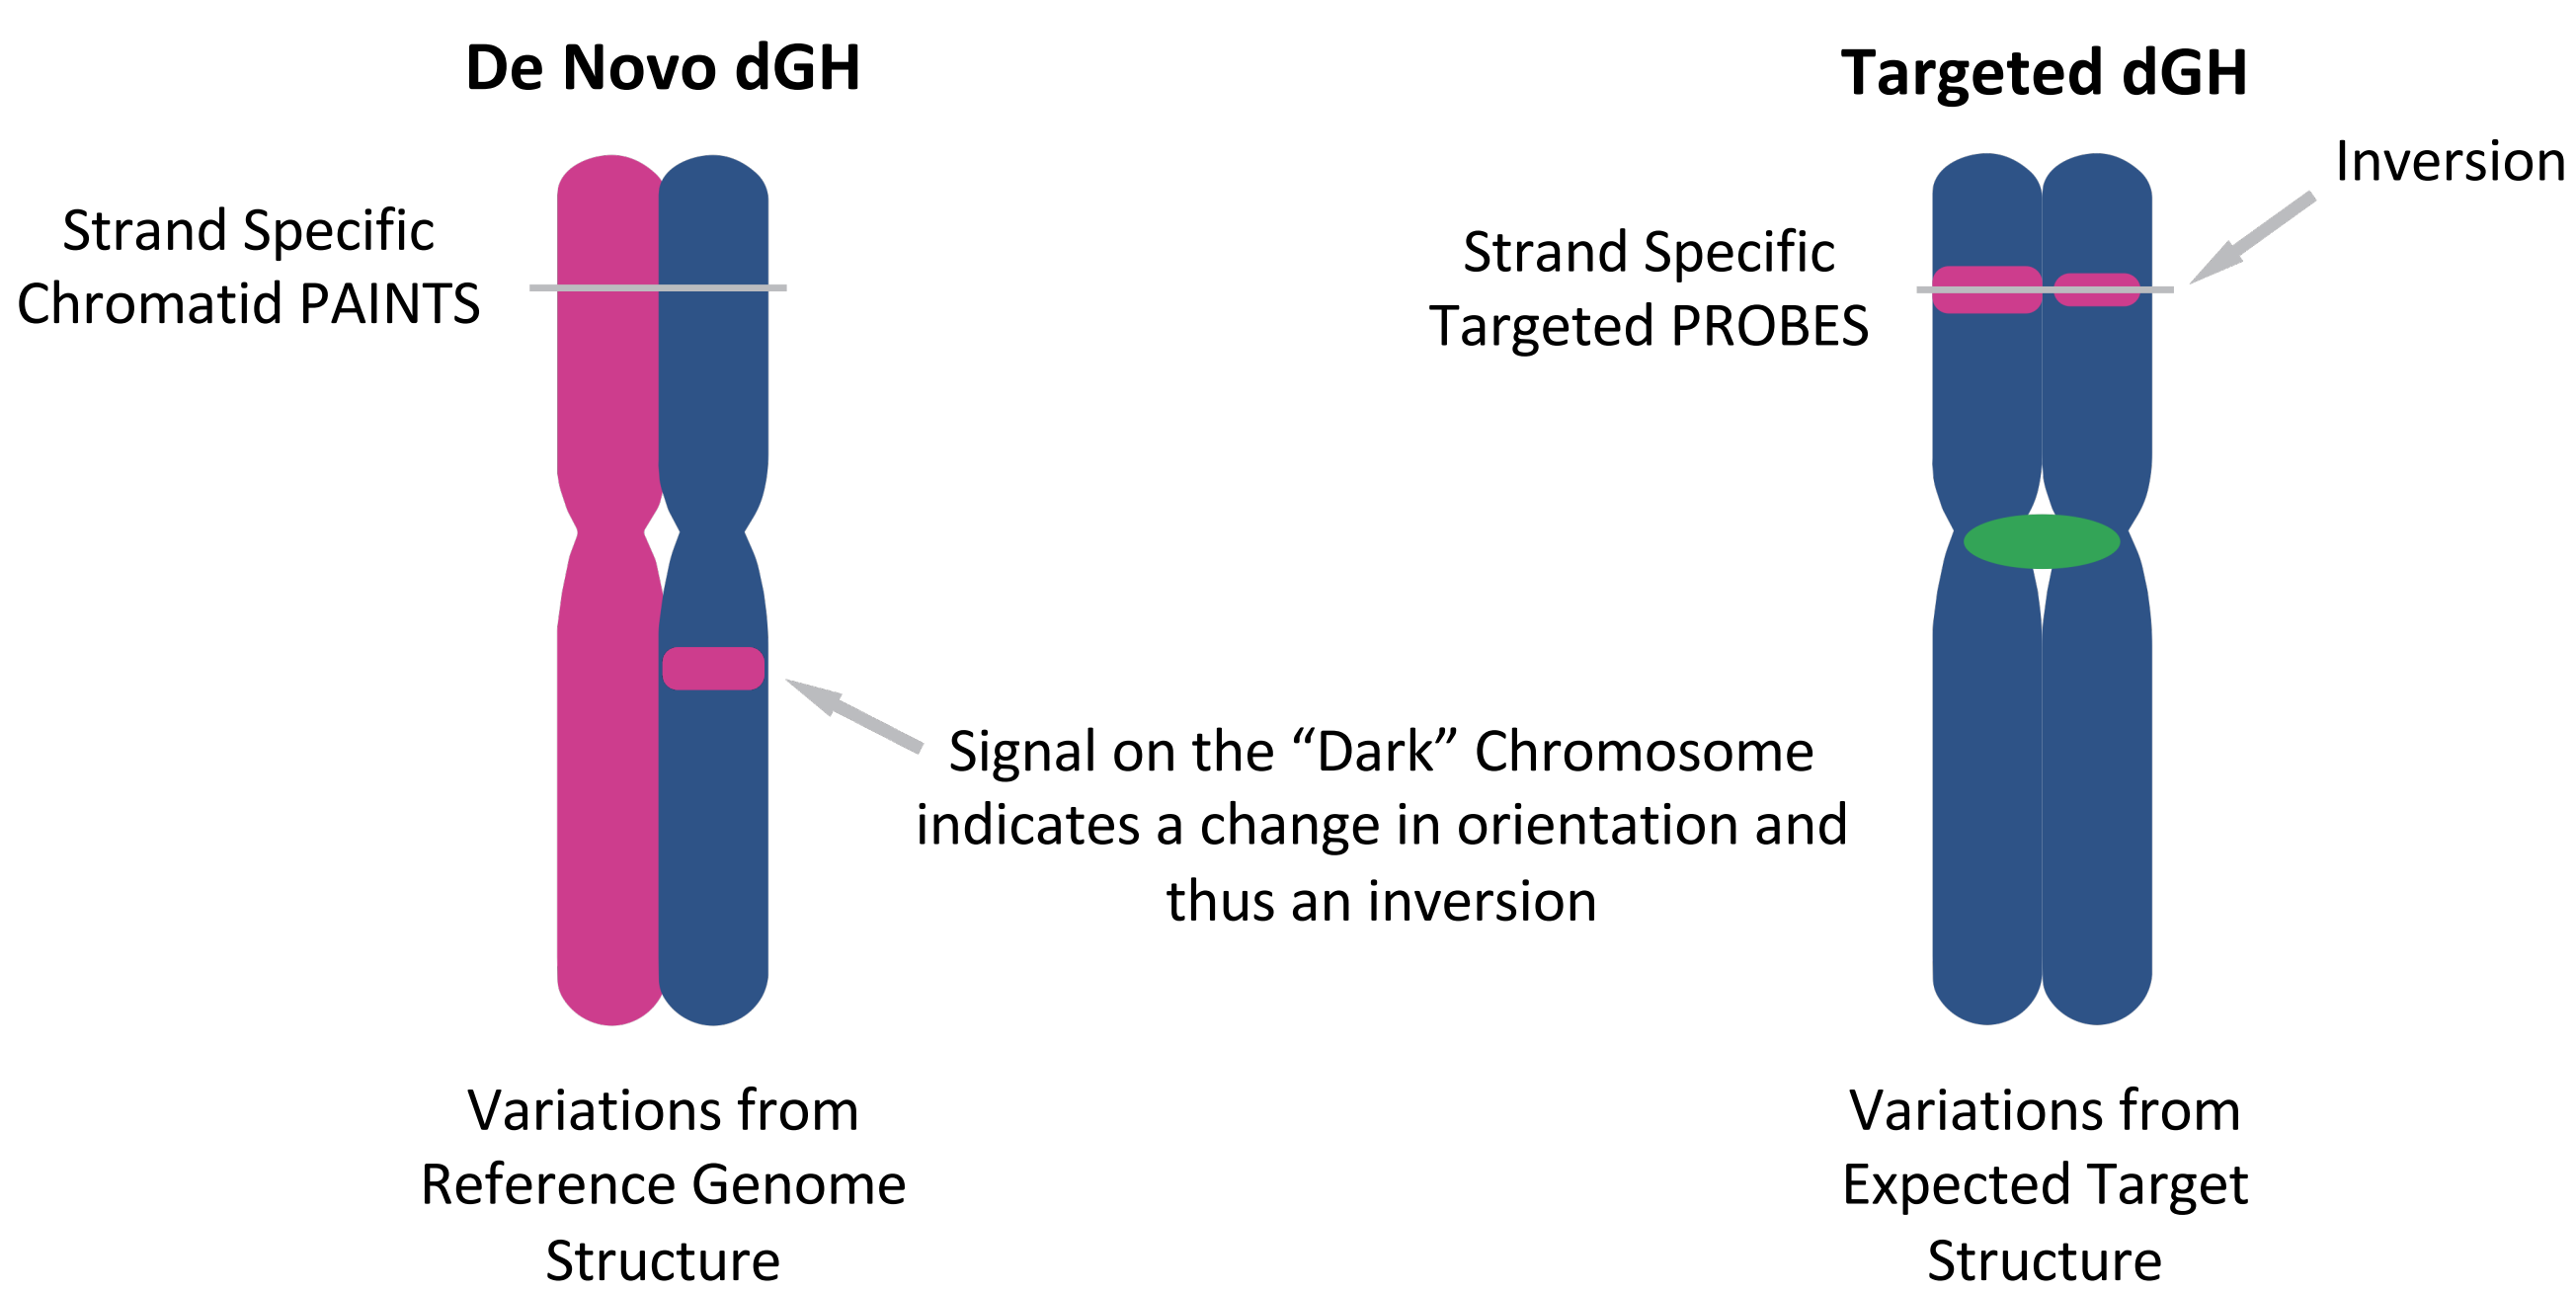 De Novo dGH
Strand Specific
Chromatid PAINTS
Signal on the “Dark” Chromosome
indicates a change in orientation and
thus an inversion
Variations from
Reference Genome
Structure
Targeted dGH
Inversion
Strand Specific
Targeted PROBES
Variations from
Expected Target
Structure